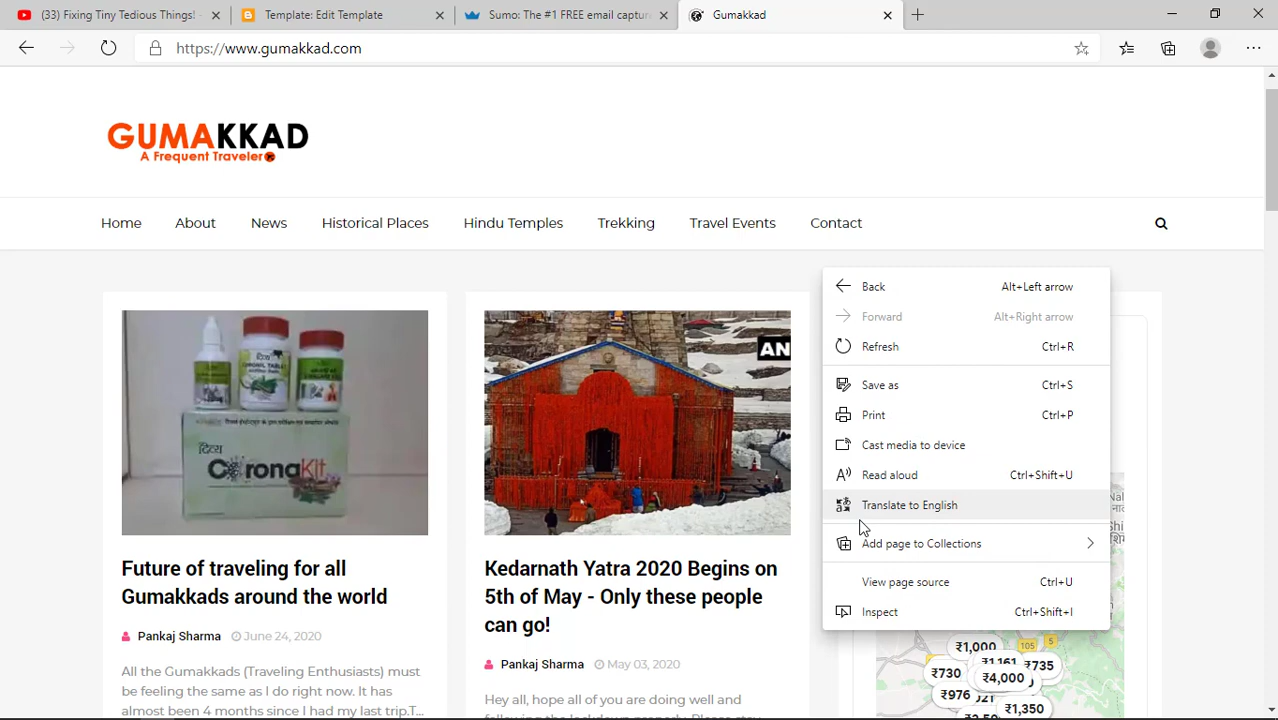 (33) Fixing Tiny Tedious Things! -
Template: Edit Template
Sumo: The #1 FREE email capture
Gumakkad
https://www.gumakkad.com
GUMAKKAD
A Frequent Traveler
Home About News Historical Places Hindu Temples Trekking Travel Events Contact
Back Alt+Left arrow
Forward Alt+Right arrow
Refresh Ctrl+R
Save as Ctrl+S
Print Ctrl+P
Cast media to device
Read aloud Ctrl+Shift+U
Translate to English
Add page to Collections
View page source Ctrl+U
Inspect Ctrl+Shift+I
दिव्य
CoronaKit
AN
Future of traveling for all
Gumakkads around the world
Pankaj Sharma June 24, 2020
All the Gumakkads (Traveling Enthusiasts) must
be feeling the same as I do right now. It has
almost been 4 months since I had my last trip.T...
Kedarnath Yatra 2020 Begins on
5th of May - Only these people
can go!
Pankaj Sharma May 03, 2020
Hey all, hope all of you are doing well and
₹1,000 105 5
₹1,161 ₹735
₹730 ₹4,000
₹976
₹1,350